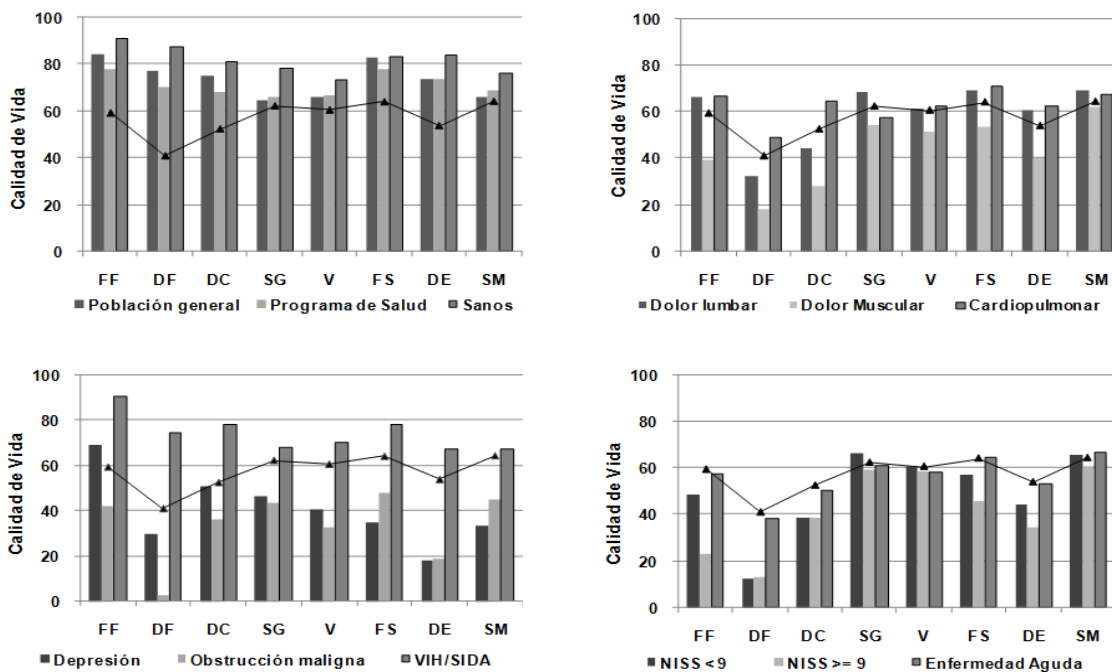 Calidad de Vida
100
80
60
40
20
0
FF DF DC SG V FS DE SM
Población general Programa de Salud Sanos
Calidad de Vida
100
80
60
40
20
0
FF DF DC SG V FS DE SM
Dolor lumbar Dolor Muscular Cardiopulmonar
Calidad de Vida
100
80
60
40
20
0
FF DF DC SG V FS DE SM
Depresión Obstrucción maligna VIH/SIDA
Calidad de Vida
100
80
60
40
20
0
FF DF DC SG V FS DE SM
NISS < 9 NISS >= 9 Enfermedad Aguda